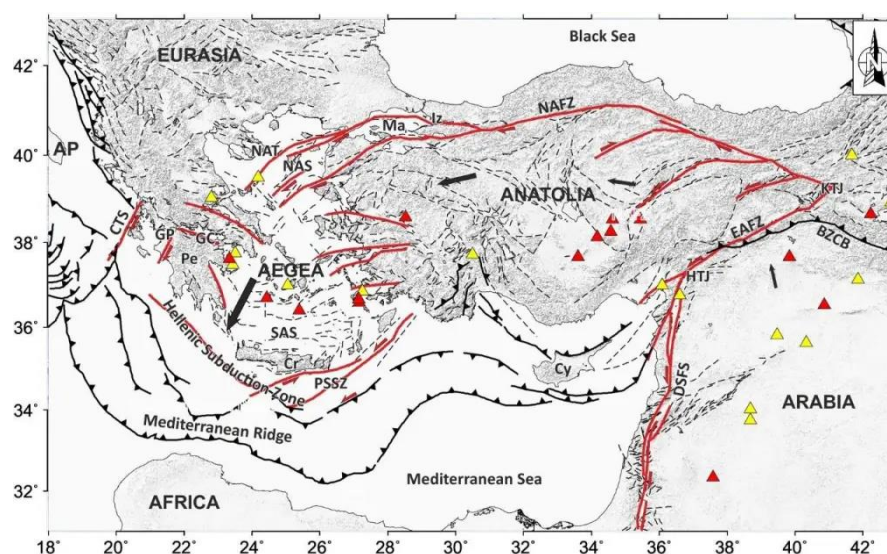 Black Sea
EURASIA
N
42°
NAFZ
Iz
Ma
NAT
40°
NAS
AP
ANATOLIA
KTJ
CTS
EAFZ
GP
GC
BZCB
38°
Pe
AEGEA
HTJ
36°
SAS
Hellenic Subduction Zone
Cr
Cy
PSSZ
DSFS
ARABIA
34°
Mediterranean Ridge
Mediterranean Sea
32°
AFRICA
18 20 22 24 26 28 30 32 34 36 38 40 42